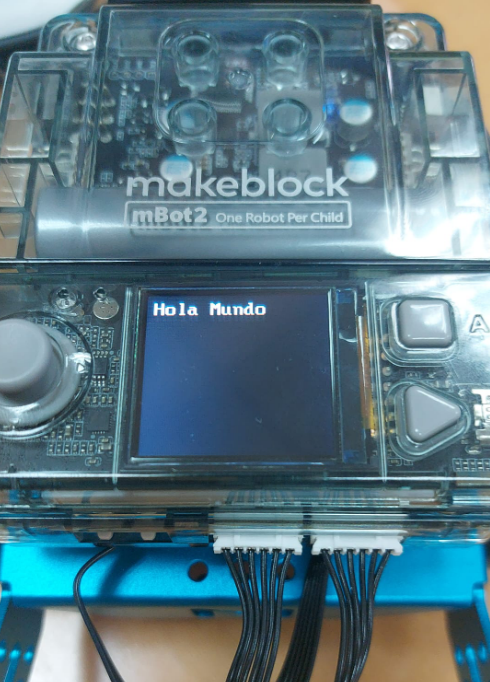 makeblock
mBot2 One Robot Per Child
Hola Mundo
A